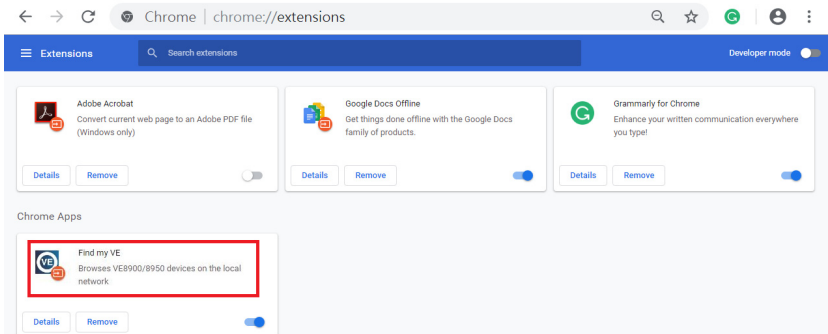 Chrome | chrome://extensions
Extensions
Search extensions
Developer mode
Adobe Acrobat
Convert current web page to an Adobe PDF file
(Windows only)
Details
Remove
Google Docs Offline
Get things done offline with the Google Docs
family of products.
Details
Remove
G
Grammarly for Chrome
Enhance your written communication everywhere
you type!
Details
Remove
Chrome Apps
VE
Find my VE
Browses VE8900/8950 devices on the local
network
Details
Remove